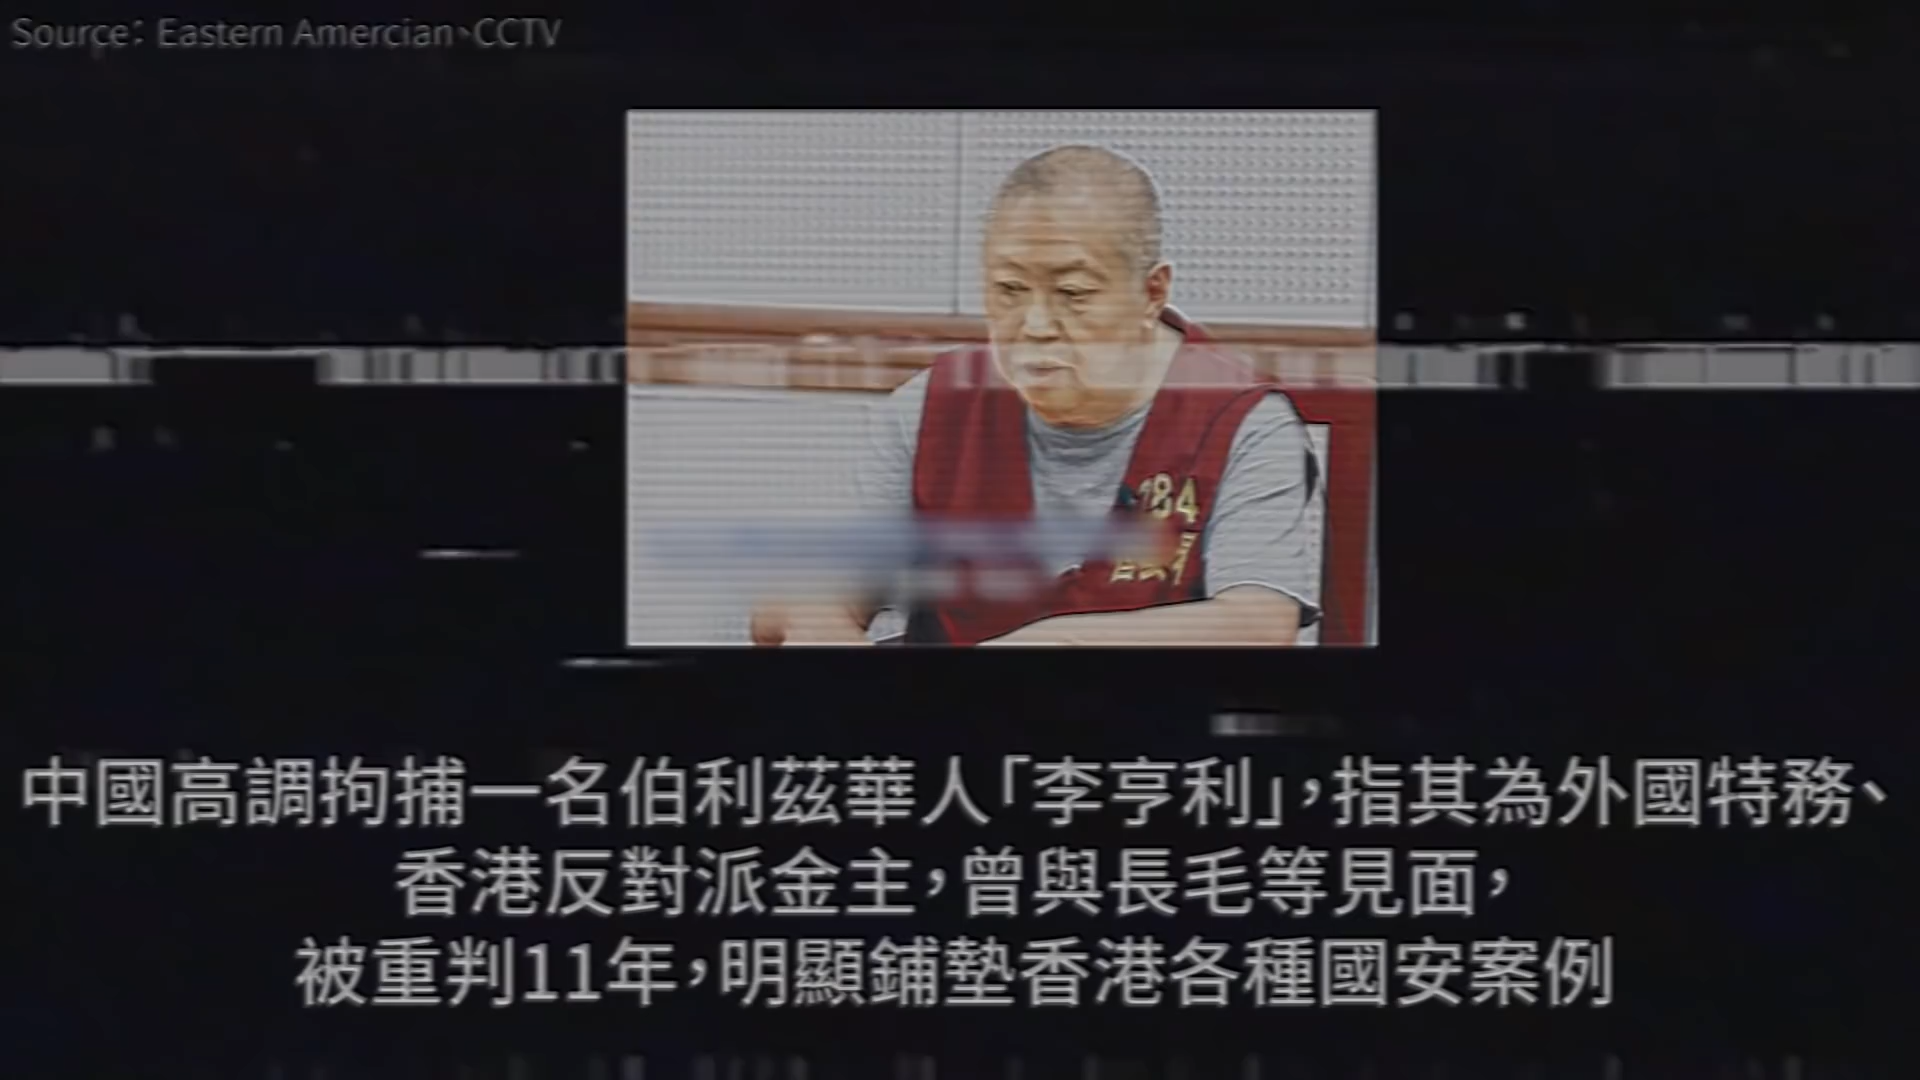 Source: Eastern Amercian、CCTV
284
中國高調拘捕一名伯利茲華人「李亨利」,指其為外國特務、
香港反對派金主,曾與長毛等見面,
被重判11年,明顯鋪墊香港各種國安案例